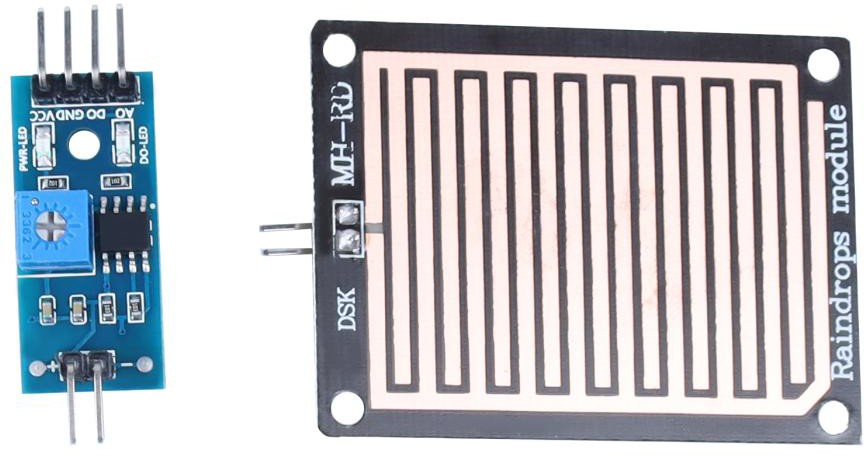 AO DO GND VCC
PWR-LED
DO-LED
102
3362
MH-RD
DSK
Raindrops module
+
-